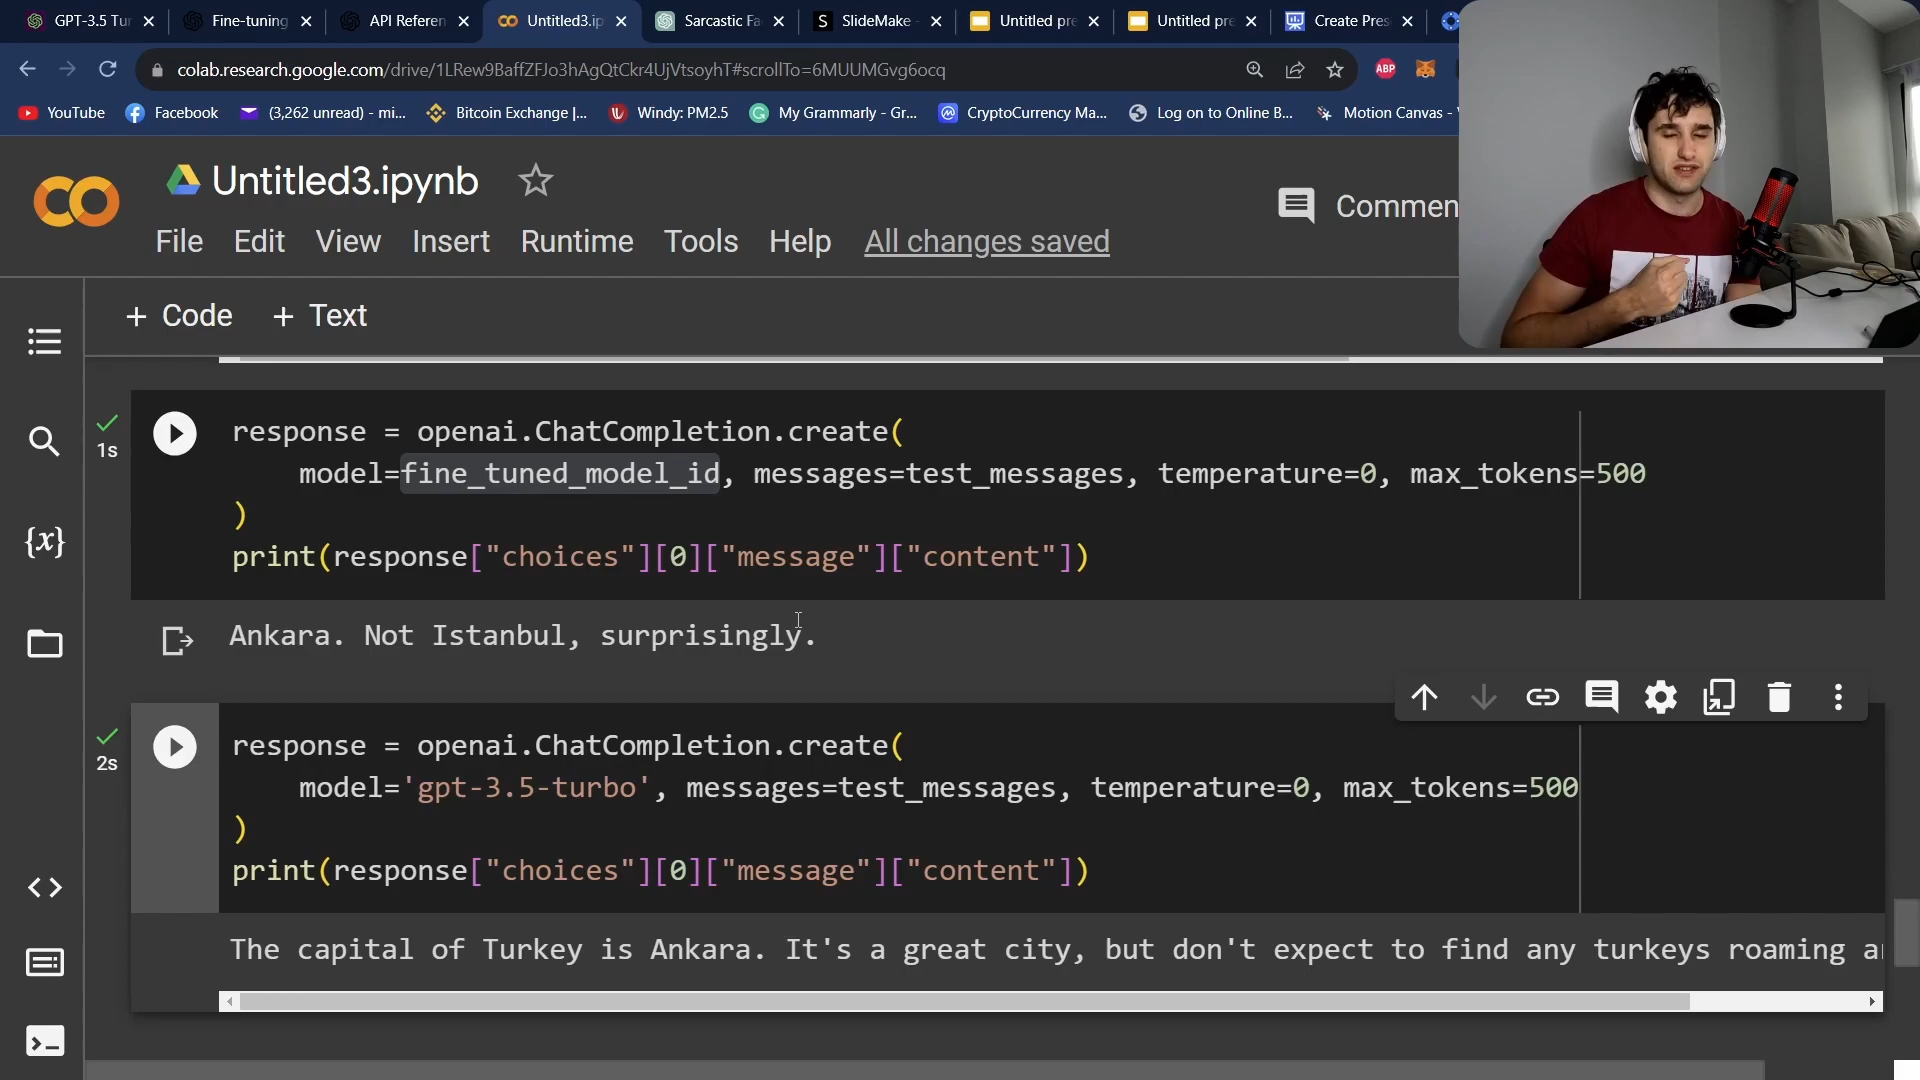 GPT-3.5 Tur
Fine-tuning
API Referen
Untitled3.ip
Sarcastic Fa
SlideMake -
Untitled pre
Untitled pre
Create Pres
colab.research.google.com/drive/1LRew9BaffZFJo3hAgQtCkr4UjVtsoyhT#scrollTo=6MUUMGvg6ocq
ABP
YouTube
Facebook
(3,262 unread) - mi...
Bitcoin Exchange |...
Windy: PM2.5
My Grammarly - Gr...
CryptoCurrency Ma...
Log on to Online B...
Motion Canvas -
Untitled3.ipynb
Commen
File Edit View Insert Runtime Tools Help All changes saved
+ Code + Text
1s
response = openai.ChatCompletion.create(
model=fine_tuned_model_id, messages=test_messages, temperature=0, max_tokens=500
)
print(response["choices"][0]["message"]["content"])
Ankara. Not Istanbul, surprisingly.
2s
response = openai.ChatCompletion.create(
model='gpt-3.5-turbo', messages=test_messages, temperature=0, max_tokens=500
)
print(response["choices"][0]["message"]["content"])
The capital of Turkey is Ankara. It's a great city, but don't expect to find any turkeys roaming a